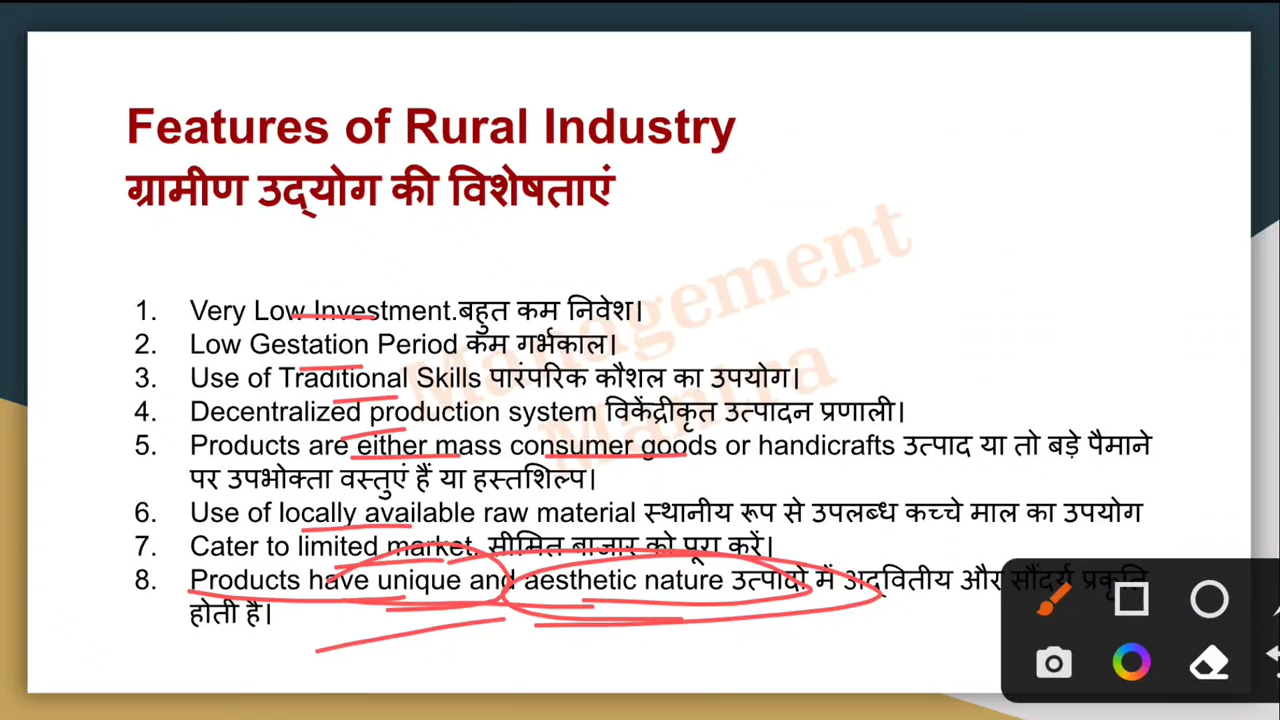 Features of Rural Industry
ग्रामीण उद्योग की विशेषताएं
1. Very Low Investment.बहुत कम निवेश।
2. Low Gestation Period कम गर्भकाल।
3. Use of Traditional Skills पारंपरिक कौशल का उपयोग।
4. Decentralized production system विकेंद्रीकृत उत्पादन प्रणाली।
5. Products are either mass consumer goods or handicrafts उत्पाद या तो बड़े पैमाने
पर उपभोक्ता वस्तुएं हैं या हस्तशिल्प।
6. Use of locally available raw material स्थानीय रूप से उपलब्ध कच्चे माल का उपयोग
7. Cater to limited market. सीमित बाजार को पूरा करें।
8. Products have unique and aesthetic nature उत्पादों में अद्वितीय और सौंदर्य प्रकृति
होती है।
Management
Mantra